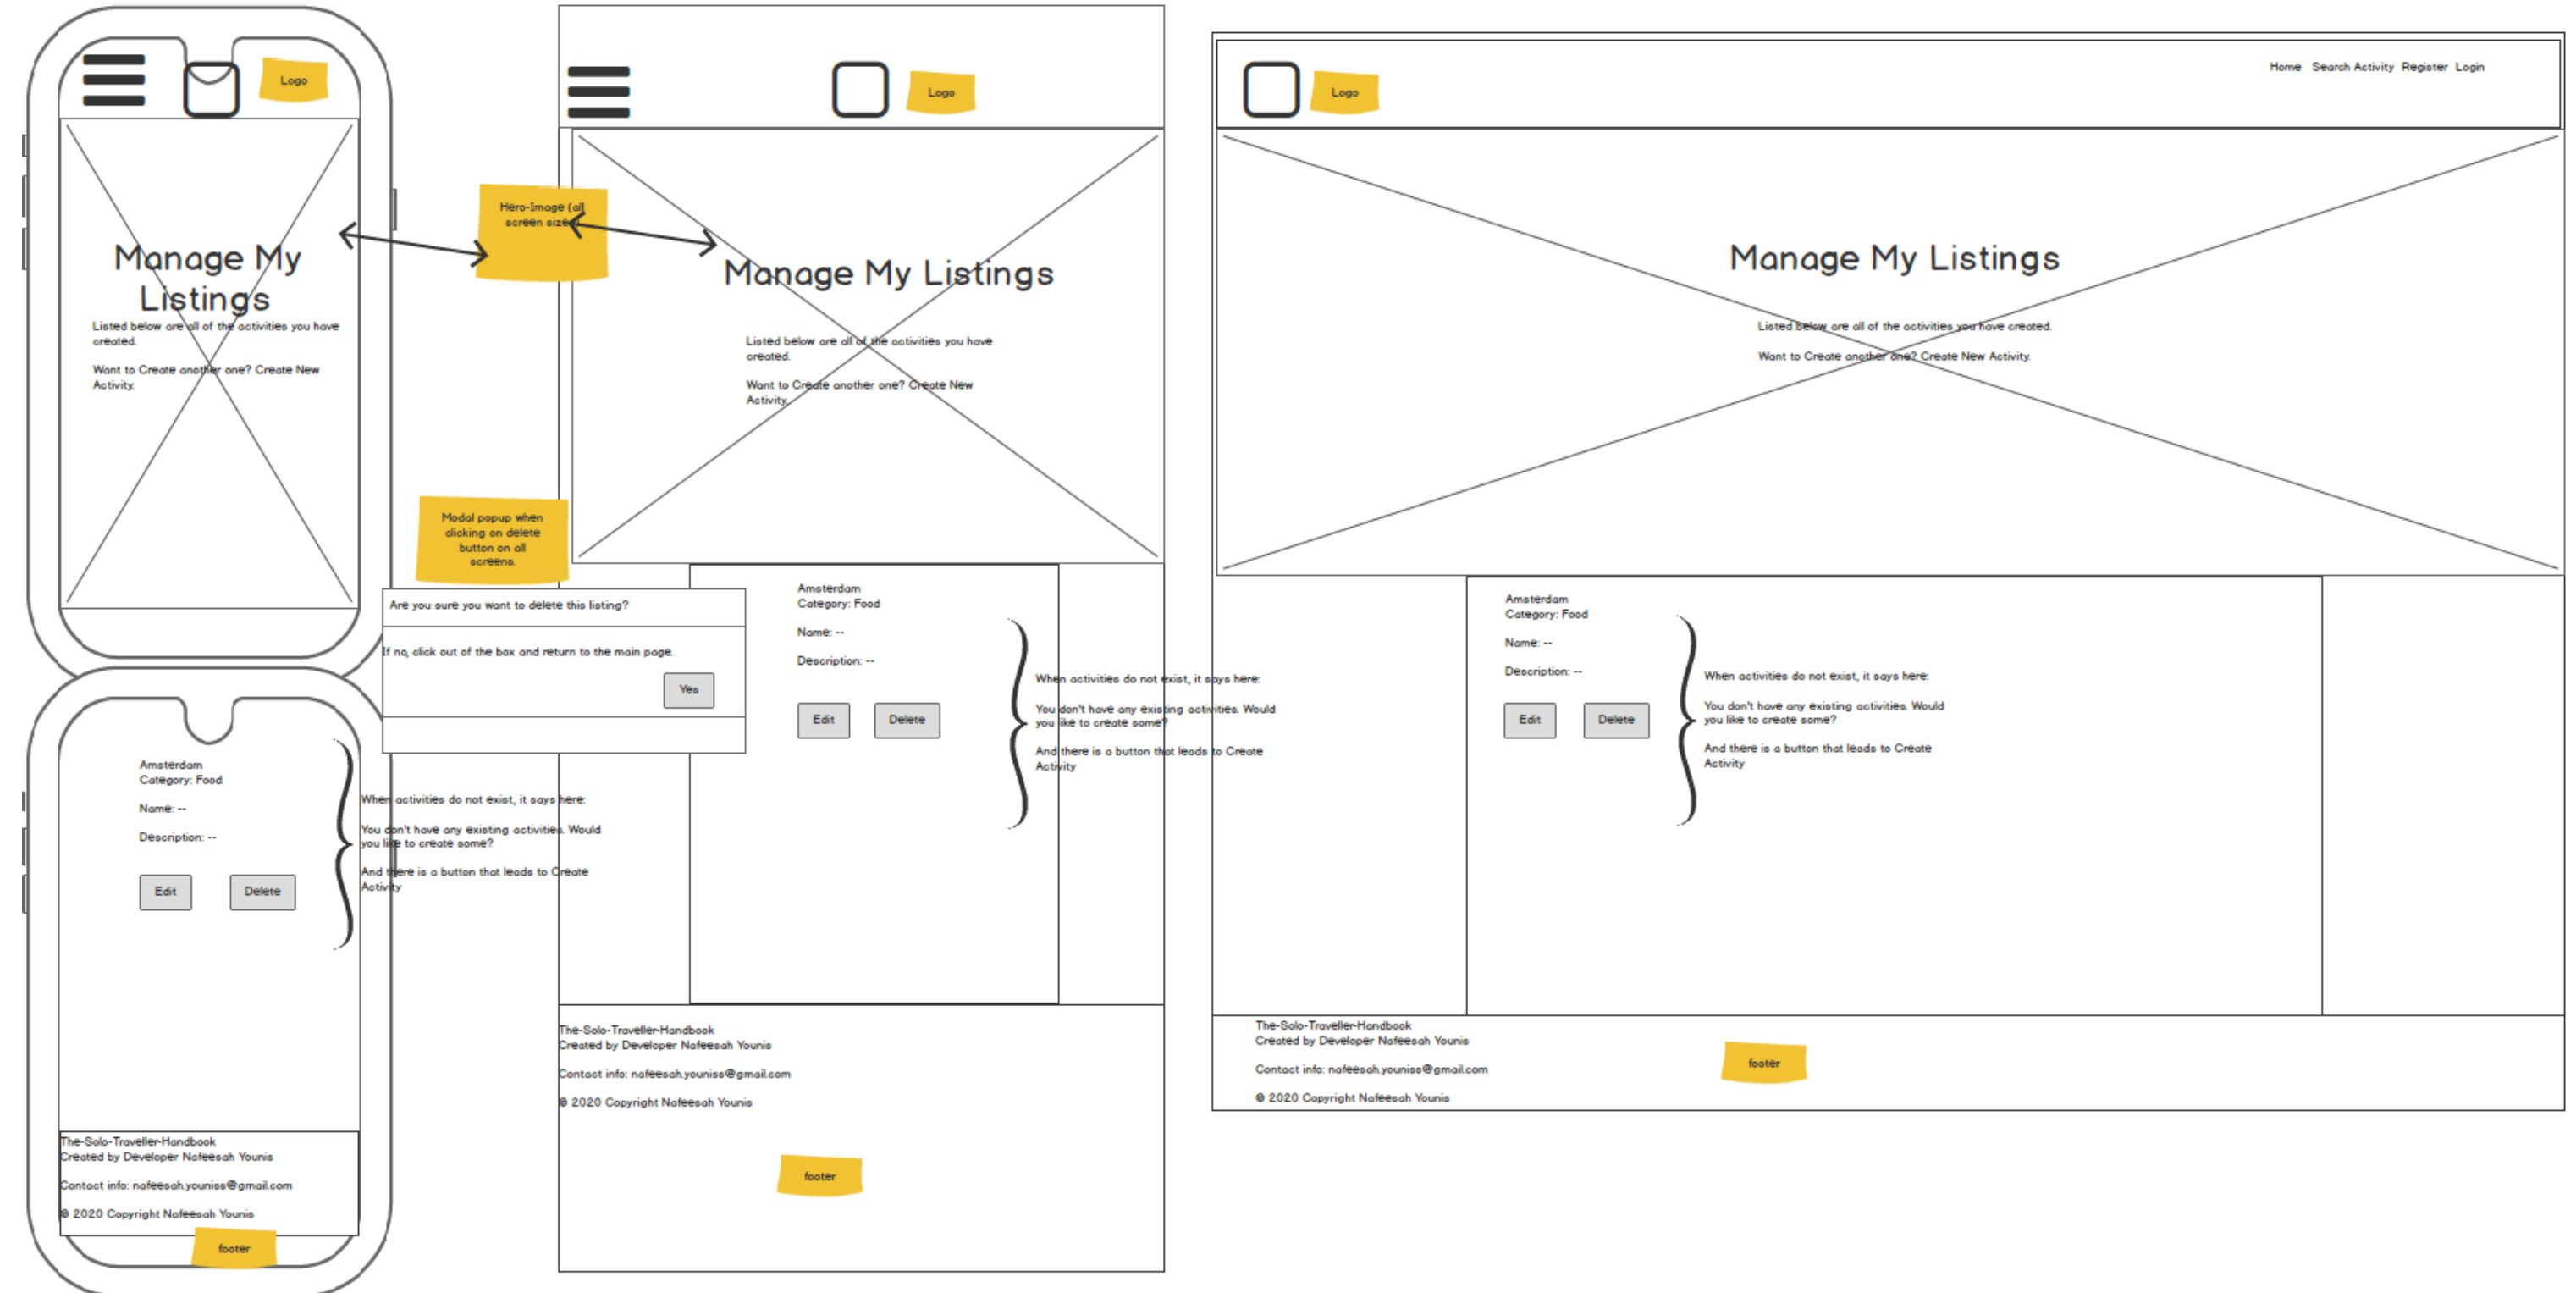 Logo
Manage My
Listings
Listed below are all of the activities you have
created.
Want to Create another one? Create New
Activity.
Hero-Image (all
screen size
Modal popup when
clicking on delete
button on all
screens.
Are you sure you want to delete this listing?
If no, click out of the box and return to the main page.
Yes
Amsterdam
Category: Food
Name: --
Description: --
Edit
Delete
When activities do not exist, it says here:
You don't have any existing activities. Would
you like to create some?
And there is a button that leads to Create
Activity
The-Solo-Traveller-Handbook
Created by Developer Nafeesah Younis
Contact info: nafeesah.youniss@gmail.com
© 2020 Copyright Nafeesah Younis
footer
Logo
Manage My Listings
Listed below are all of the activities you have
created.
Want to Create another one? Create New
Activity.
Amsterdam
Category: Food
Name: --
Description: --
Edit
Delete
When activities do not exist, it says here:
You don't have any existing activities. Would
you like to create some?
And there is a button that leads to Create
Activity
The-Solo-Traveller-Handbook
Created by Developer Nafeesah Younis
Contact info: nafeesah.youniss@gmail.com
© 2020 Copyright Nafeesah Younis
footer
Logo
Home Search Activity Register Login
Manage My Listings
Listed below are all of the activities you have created.
Want to Create another one? Create New Activity.
Amsterdam
Category: Food
Name: --
Description: --
Edit
Delete
When activities do not exist, it says here:
You don't have any existing activities. Would
you like to create some?
And there is a button that leads to Create
Activity
The-Solo-Traveller-Handbook
Created by Developer Nafeesah Younis
Contact info: nafeesah.youniss@gmail.com
© 2020 Copyright Nafeesah Younis
footer